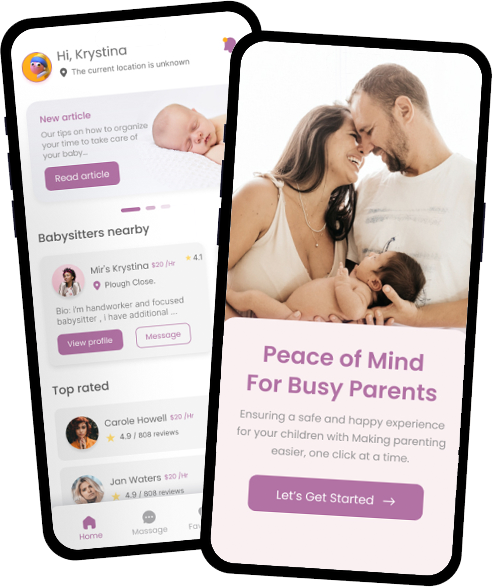 Hi, Krystina
The current location is unknown
New article
Our tips on how to organize
your time to take care of
your baby...
Read article
Babysitters nearby
Mir's Krystina $20 /Hr
4.1
Plough Close.
Bio: i'm handworker and focused
babysitter , i have additional ...
View profile
Message
Top rated
Carole Howell $20 /Hr
4.9 / 808 reviews
Jan Waters $20 /Hr
4.9 / 808 reviews
Home
Massage
Peace of Mind
For Busy Parents
Ensuring a safe and happy experience
for your children with Making parenting
easier, one click at a time.
Let's Get Started